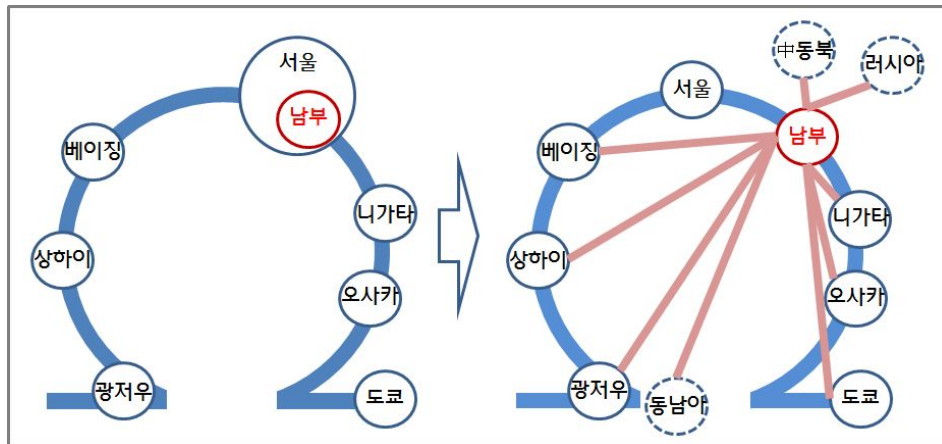 서울
남부
베이징
니가타
상하이
오사카
광저우
도쿄
中동북
러시아
서울
남부
베이징
니가타
상하이
오사카
광저우
동남아
도쿄